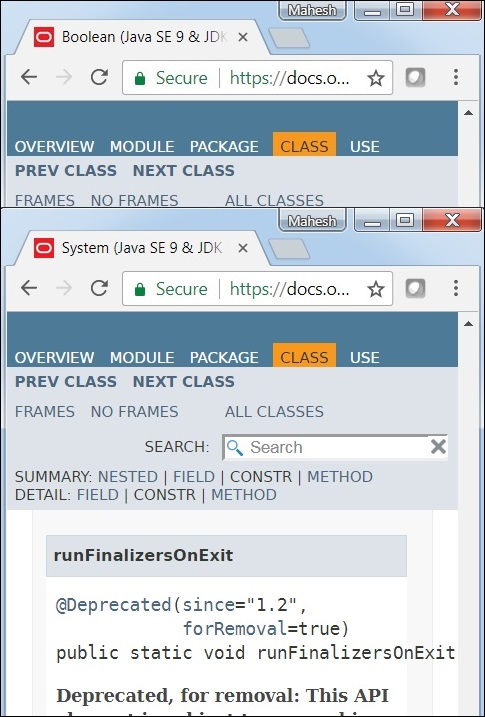 Mahesh
Boolean (Java SE 9 & JDK
Secure https://docs.o...
OVERVIEW MODULE PACKAGE CLASS USE
PREV CLASS NEXT CLASS
FRAMES NO FRAMES ALL CLASSES
Mahesh
System (Java SE 9 & JDK
Secure https://docs.o...
OVERVIEW MODULE PACKAGE CLASS USE
PREV CLASS NEXT CLASS
FRAMES NO FRAMES ALL CLASSES
SEARCH: Search
SUMMARY: NESTED | FIELD | CONSTR | METHOD
DETAIL: FIELD | CONSTR | METHOD
runFinalizersOnExit
@Deprecated(since="1.2",
forRemoval=true)
public static void runFinalizersOnExit
Deprecated, for removal: This API